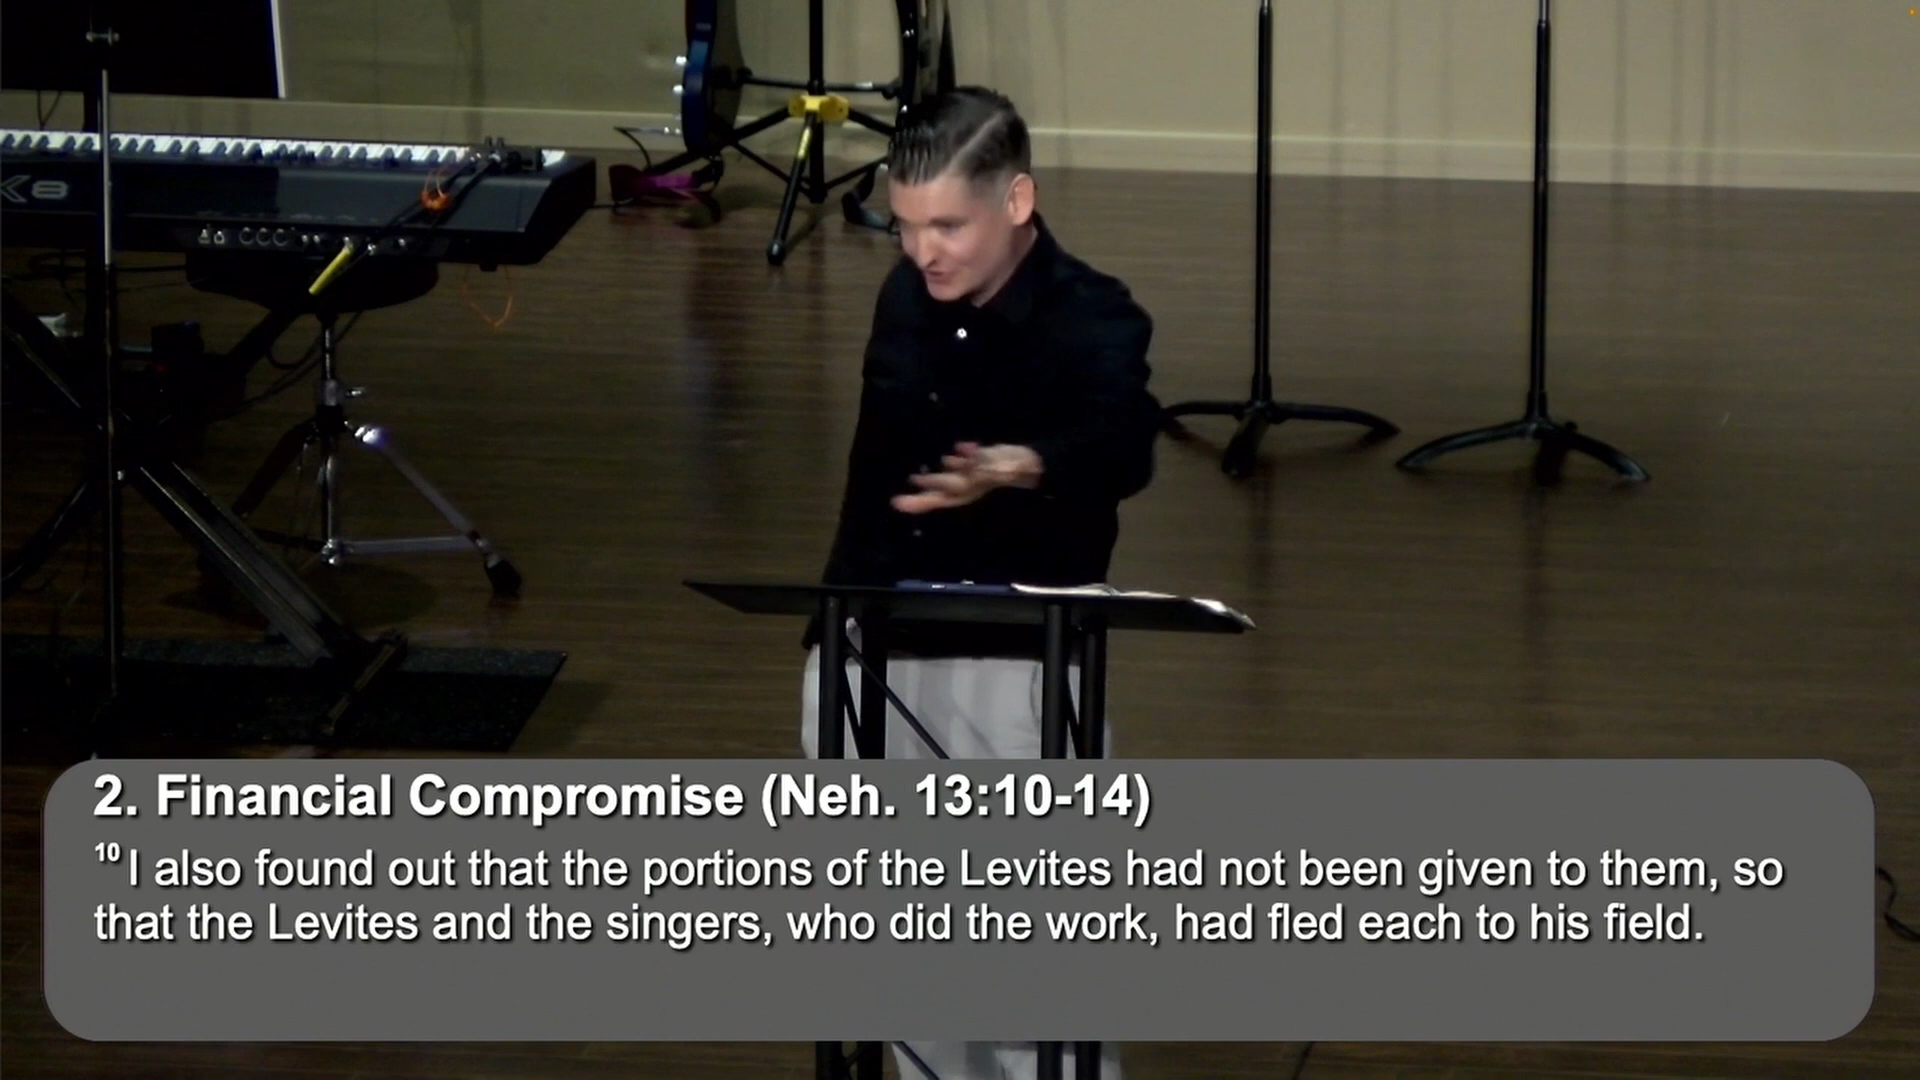 X8
2. Financial Compromise (Neh. 13:10-14)
10 I also found out that the portions of the Levites had not been given to them, so
that the Levites and the singers, who did the work, had fled each to his field.